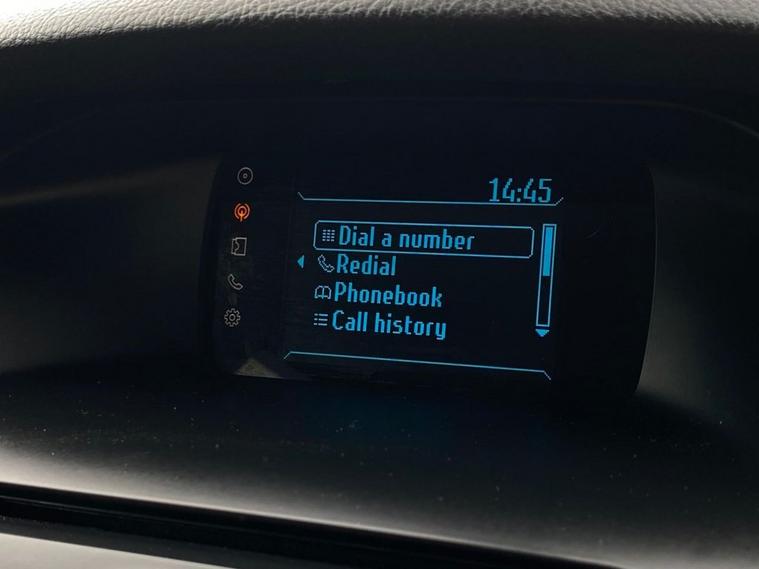 14:45
Dial a number
Redial
Phonebook
Call history